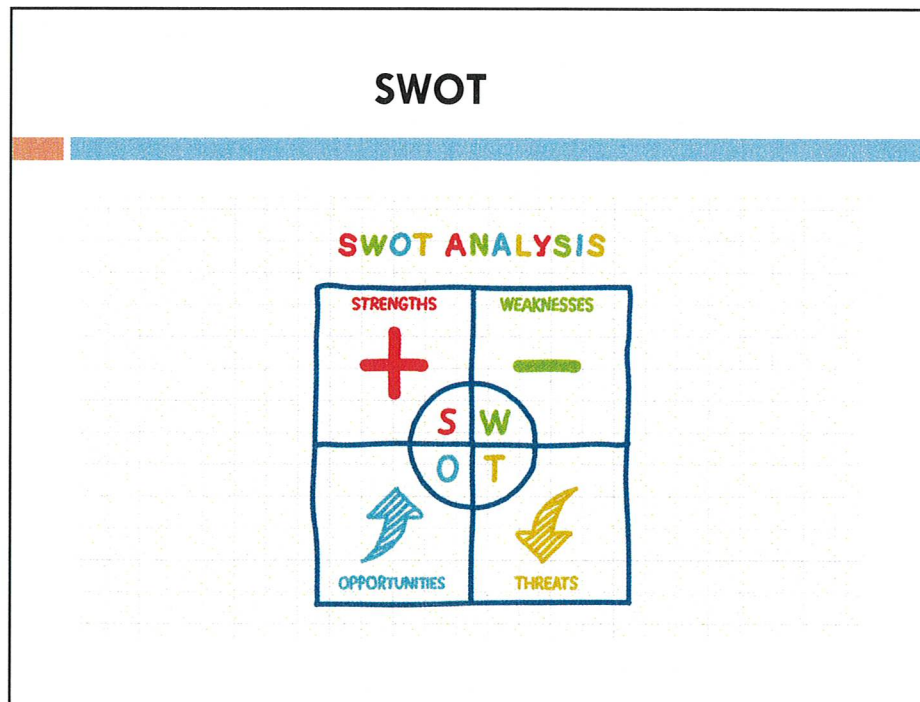 SWOT
SWOT ANALYSIS
STRENGTHS
WEAKNESSES
S W
O T
OPPORTUNITIES
THREATS